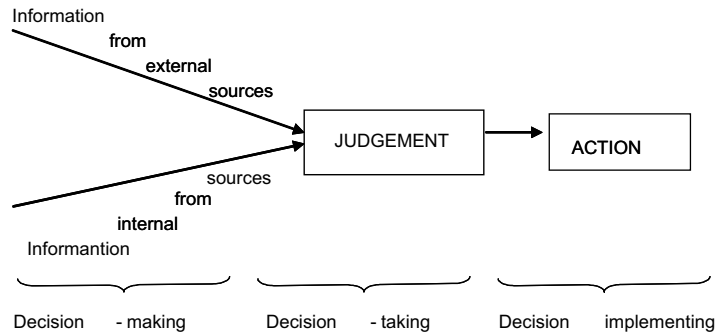 Information
from
external
sources
JUDGEMENT
ACTION
sources
from
internal
Informantion
Decision - making
Decision - taking
Decision implementing